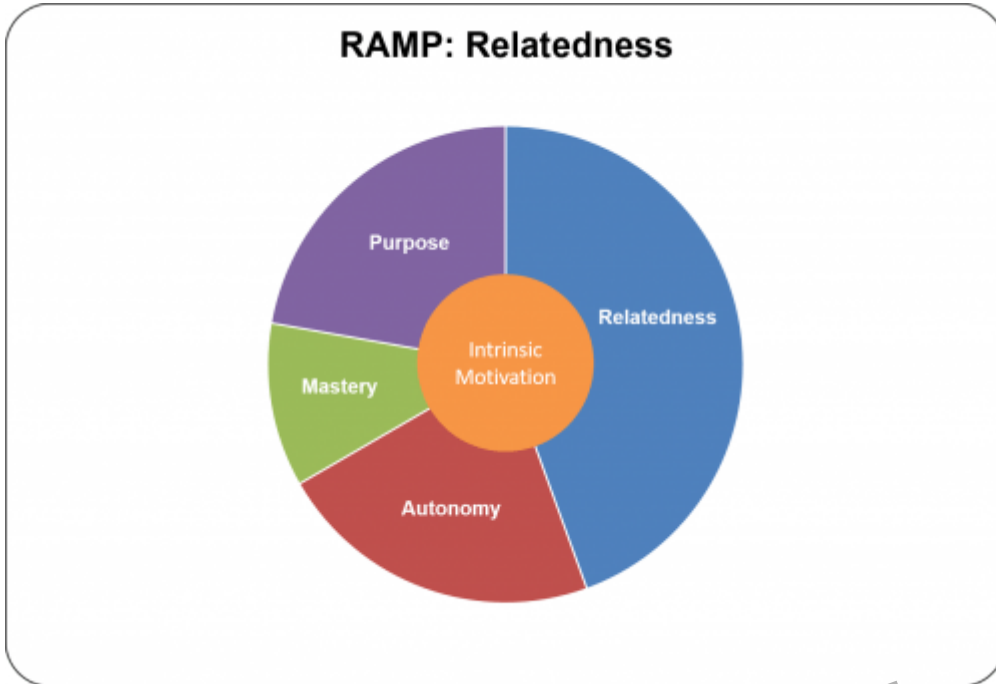 RAMP: Relatedness
Purpose
Relatedness
Intrinsic
Motivation
Mastery
Autonomy